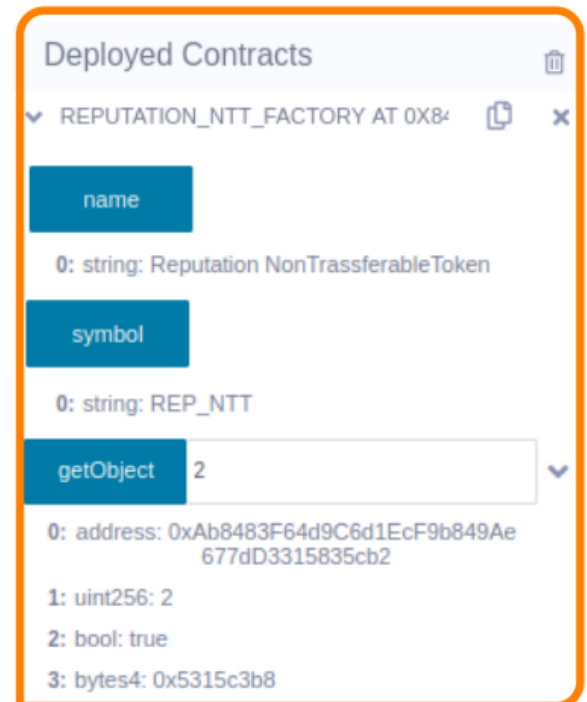 Deployed Contracts
REPUTATION_NTT_FACTORY AT 0X84
name
0: string: Reputation NonTrassferableToken
symbol
0: string: REP_NTT
getObject 2
0: address: 0xAb8483F64d9C6d1EcF9b849Ae
677dD3315835cb2
1: uint256: 2
2: bool: true
3: bytes4: 0x5315c3b8